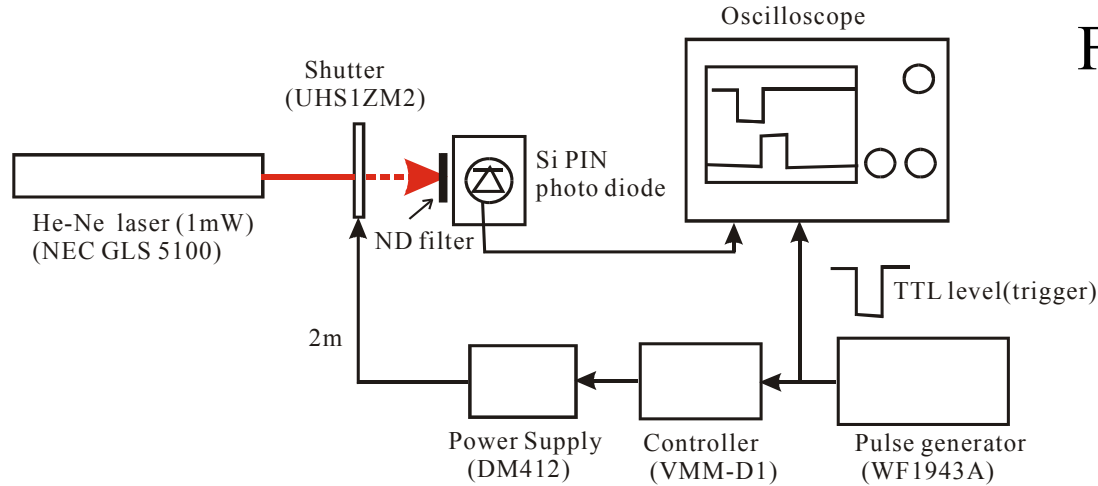 Oscilloscope
F
Shutter
(UHS1ZM2)
Si PIN
photo diode
He-Ne laser (1mW)
(NEC GLS 5100)
ND filter
TTL level(trigger)
2m
Power Supply
(DM412)
Controller
(VMM-D1)
Pulse generator
(WF1943A)